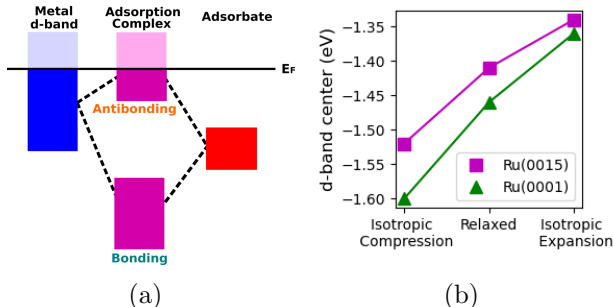 Metal
d-band
Adsorption
Complex
Adsorbate
EF
Antibonding
Bonding
(a)
d-band center (eV)
−1.35
−1.40
−1.45
−1.50
−1.55
−1.60
Ru(0015)
Ru(0001)
Isotropic
Compression
Relaxed
Isotropic
Expansion
(b)